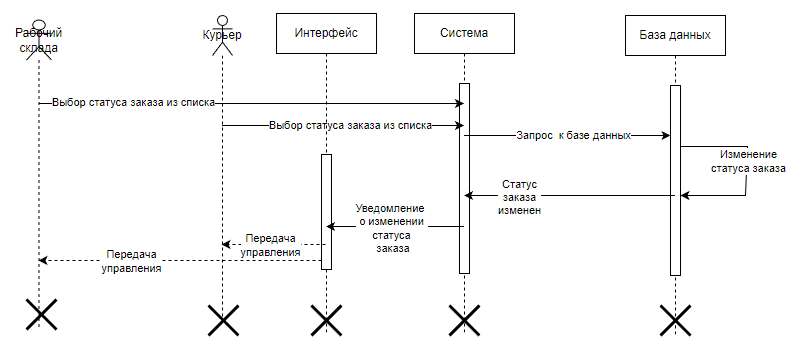 Рабочий
склада
Курьер
Интерфейс
Система
База данных
Выбор статуса заказа из списка
Выбор статуса заказа из списка
Запрос к базе данных
Изменение
статуса заказа
Статус
заказа
изменен
Уведомление
о изменении
статуса
заказа
Передача
управления
Передача
управления